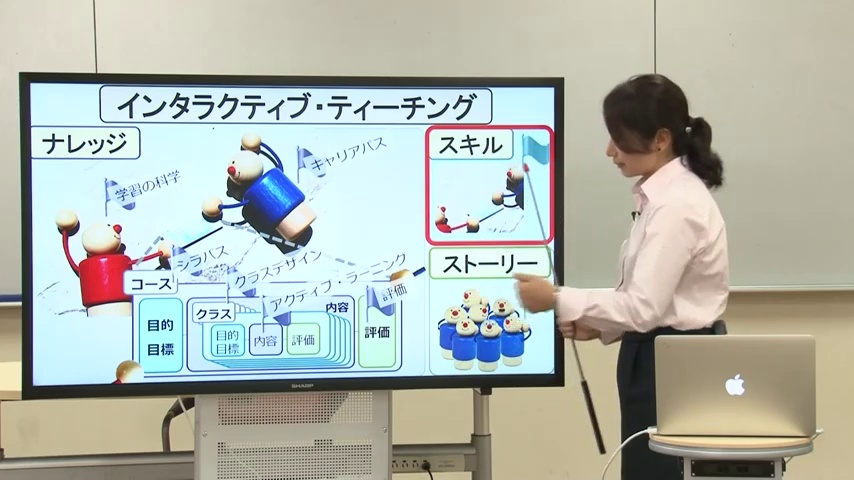 インタラクティブ・ティーチング
ナレッジ
スキル
キャリアパス
学習の科学
シラバス
クラスデザイン
アクティブ・ラーニング
評価
ストーリー
コース
目的
目標
クラス
目的
目標
内容
評価
内容
評価
SHARP